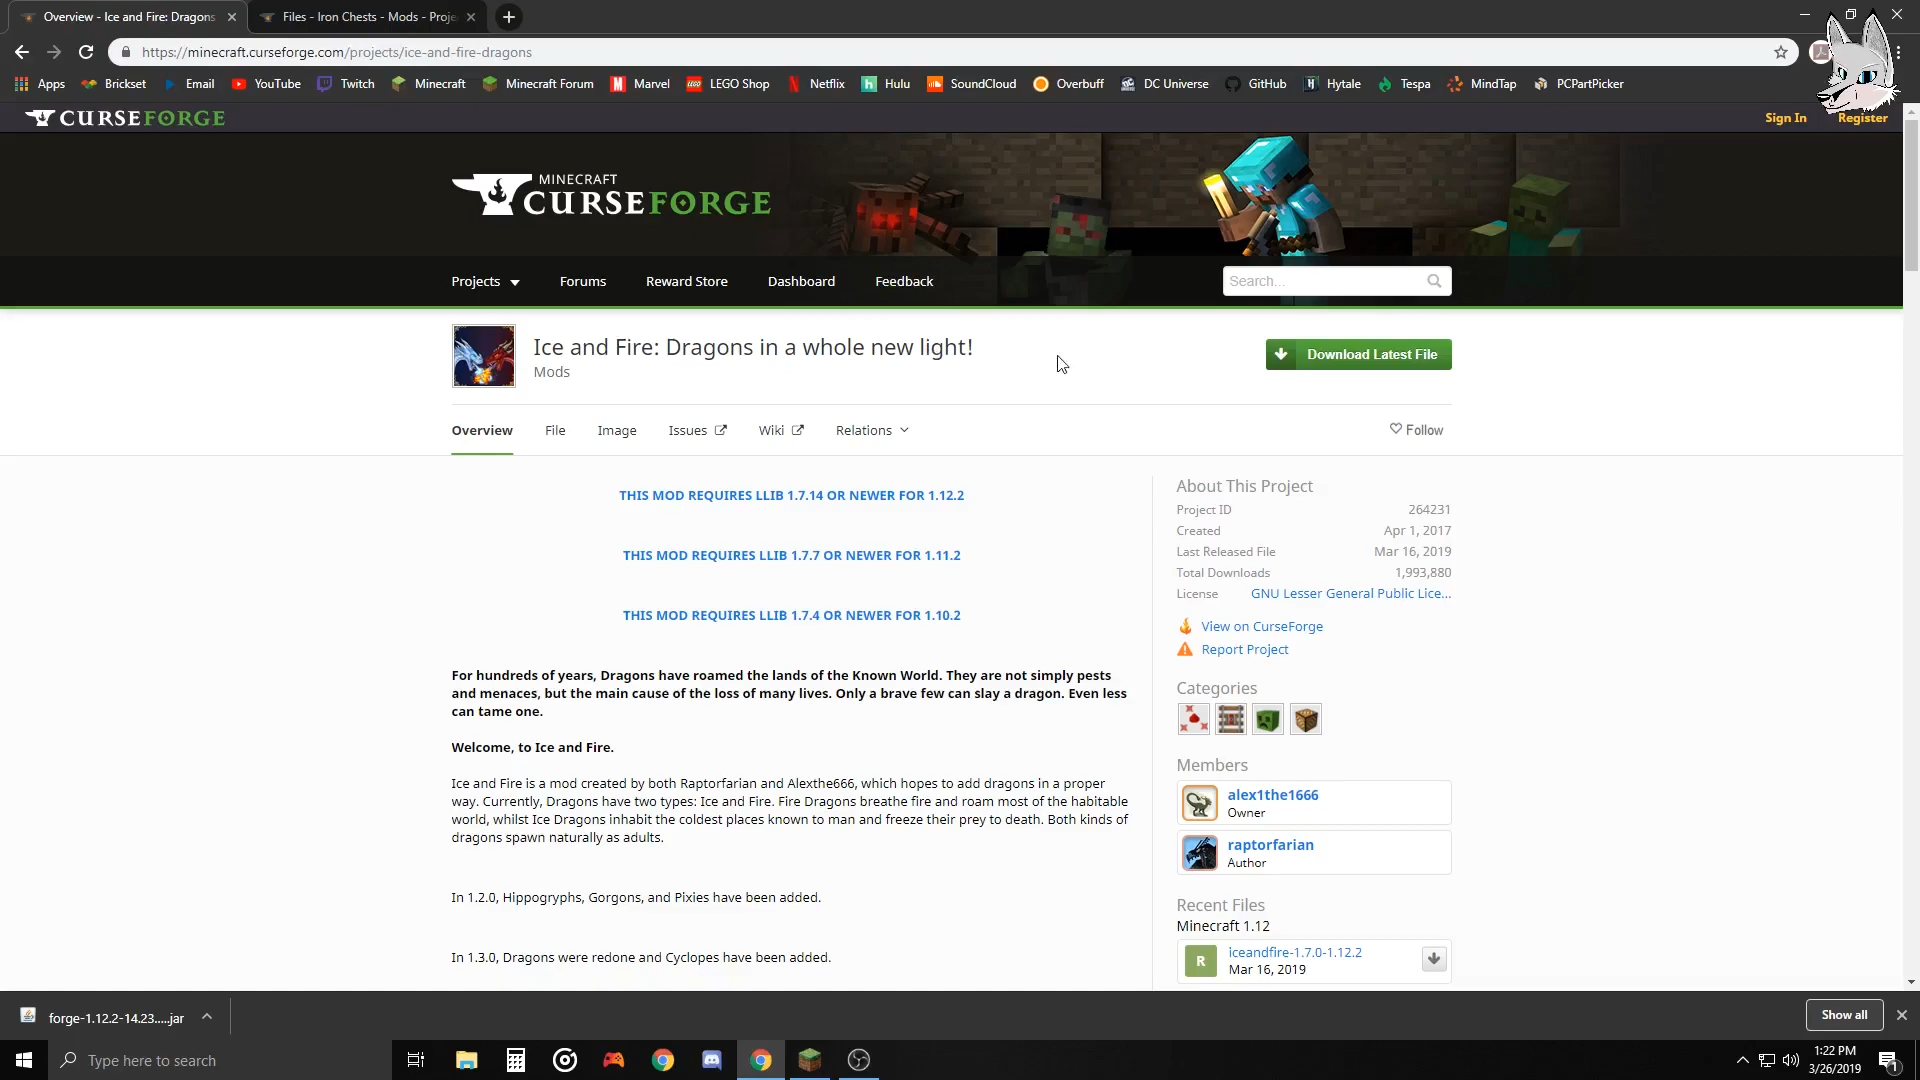 Overview - Ice and Fire: Dragons
Files - Iron Chests - Mods - Proje
https://minecraft.curseforge.com/projects/ice-and-fire-dragons
Apps Brickset Email YouTube Twitch Minecraft Minecraft Forum Marvel LEGO Shop Netflix Hulu SoundCloud Overbuff DC Universe GitHub Hytale Tespa MindTap PCPartPicker
CURSEFORGE
Sign In Register
MINECRAFT
CURSEFORGE
Projects Forums Reward Store Dashboard Feedback
Search...
Ice and Fire: Dragons in a whole new light!
Mods
Download Latest File
Overview File Image Issues Wiki Relations
Follow
THIS MOD REQUIRES LLIB 1.7.14 OR NEWER FOR 1.12.2
THIS MOD REQUIRES LLIB 1.7.7 OR NEWER FOR 1.11.2
THIS MOD REQUIRES LLIB 1.7.4 OR NEWER FOR 1.10.2
For hundreds of years, Dragons have roamed the lands of the Known World. They are not simply pests
and menaces, but the main cause of the loss of many lives. Only a brave few can slay a dragon. Even less
can tame one.
Welcome, to Ice and Fire.
Ice and Fire is a mod created by both Raptorfarian and Alexthe666, which hopes to add dragons in a proper
way. Currently, Dragons have two types: Ice and Fire. Fire Dragons breathe fire and roam most of the habitable
world, whilst Ice Dragons inhabit the coldest places known to man and freeze their prey to death. Both kinds of
dragons spawn naturally as adults.
In 1.2.0, Hippogryphs, Gorgons, and Pixies have been added.
In 1.3.0, Dragons were redone and Cyclopes have been added.
About This Project
Project ID 264231
Created Apr 1, 2017
Last Released File Mar 16, 2019
Total Downloads 1,993,880
License GNU Lesser General Public Lice...
View on CurseForge
Report Project
Categories
Members
alex1the1666
Owner
raptorfarian
Author
Recent Files
Minecraft 1.12
R
iceandfire-1.7.0-1.12.2
Mar 16, 2019
forge-1.12.2-14.23.....jar
Show all
Type here to search
1:22 PM
3/26/2019
1